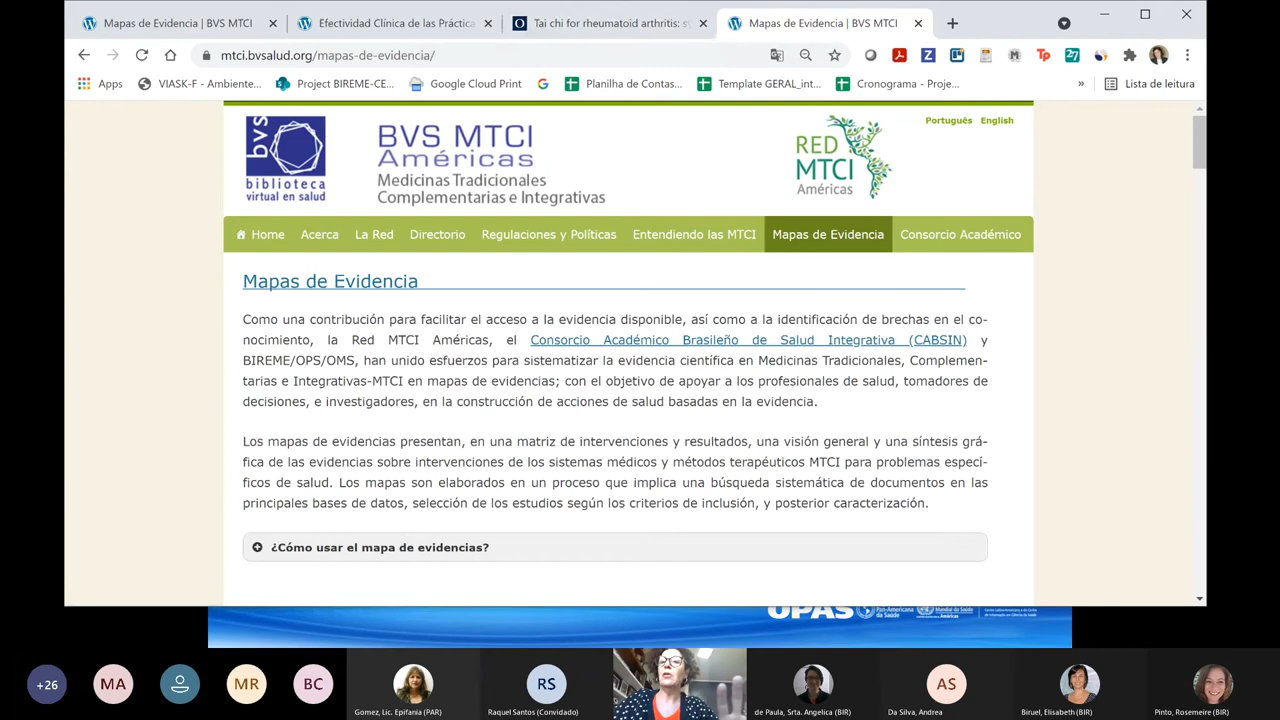 Mapas de Evidencia | BVS MTCI
Efectividad Clínica de las Práctica
Tai chi for rheumatoid arthritis: s
Mapas de Evidencia | BVS MTCI
mtci.bvsalud.org/mapas-de-evidencia/
Apps
VIASK-F - Ambiente...
Project BIREME-CE...
Google Cloud Print
Planilha de Contas...
Template GERAL_int...
Cronograma - Proje...
»
Lista de leitura
Português English
bvs
biblioteca
virtual en salud
BVS MTCI
Américas
Medicinas Tradicionales
Complementarias e Integrativas
RED
MTCI
Américas
Home Acerca La Red Directorio Regulaciones y Políticas Entendiendo las MTCI Mapas de Evidencia Consorcio Académico
Mapas de Evidencia
Como una contribución para facilitar el acceso a la evidencia disponible, así como a la identificación de brechas en el co-
nocimiento, la Red MTCI Américas, el Consorcio Académico Brasileño de Salud Integrativa (CABSIN) y
BIREME/OPS/OMS, han unido esfuerzos para sistematizar la evidencia científica en Medicinas Tradicionales, Complemen-
tarias e Integrativas-MTCI en mapas de evidencias; con el objetivo de apoyar a los profesionales de salud, tomadores de
decisiones, e investigadores, en la construcción de acciones de salud basadas en la evidencia.
Los mapas de evidencias presentan, en una matriz de intervenciones y resultados, una visión general y una síntesis grá-
fica de las evidencias sobre intervenciones de los sistemas médicos y métodos terapéuticos MTCI para problemas especí-
ficos de salud. Los mapas son elaborados en un proceso que implica una búsqueda sistemática de documentos en las
principales bases de datos, selección de los estudios según los criterios de inclusión, y posterior caracterización.
¿Cómo usar el mapa de evidencias?
OPAS
+26
MA
MR
BC
RS
AS
Gomez, Lic. Epifania (PAR)
Raquel Santos (Convidado)
de Paula, Srta. Angelica (BIR)
Da Silva, Andrea
Biruel, Elisabeth (BIR)
Pinto, Rosemeire (BIR)